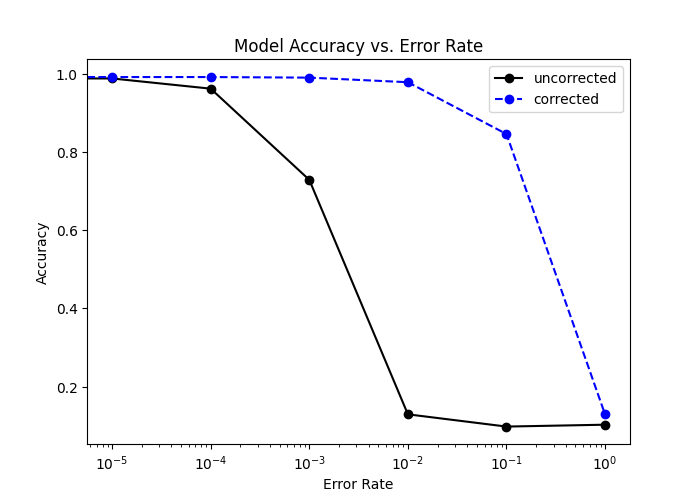 Model Accuracy vs. Error Rate
uncorrected
corrected
Accuracy
1.0
0.8
0.6
0.4
0.2
10⁻⁵ 10⁻⁴ 10⁻³ 10⁻² 10⁻¹ 10⁰
Error Rate